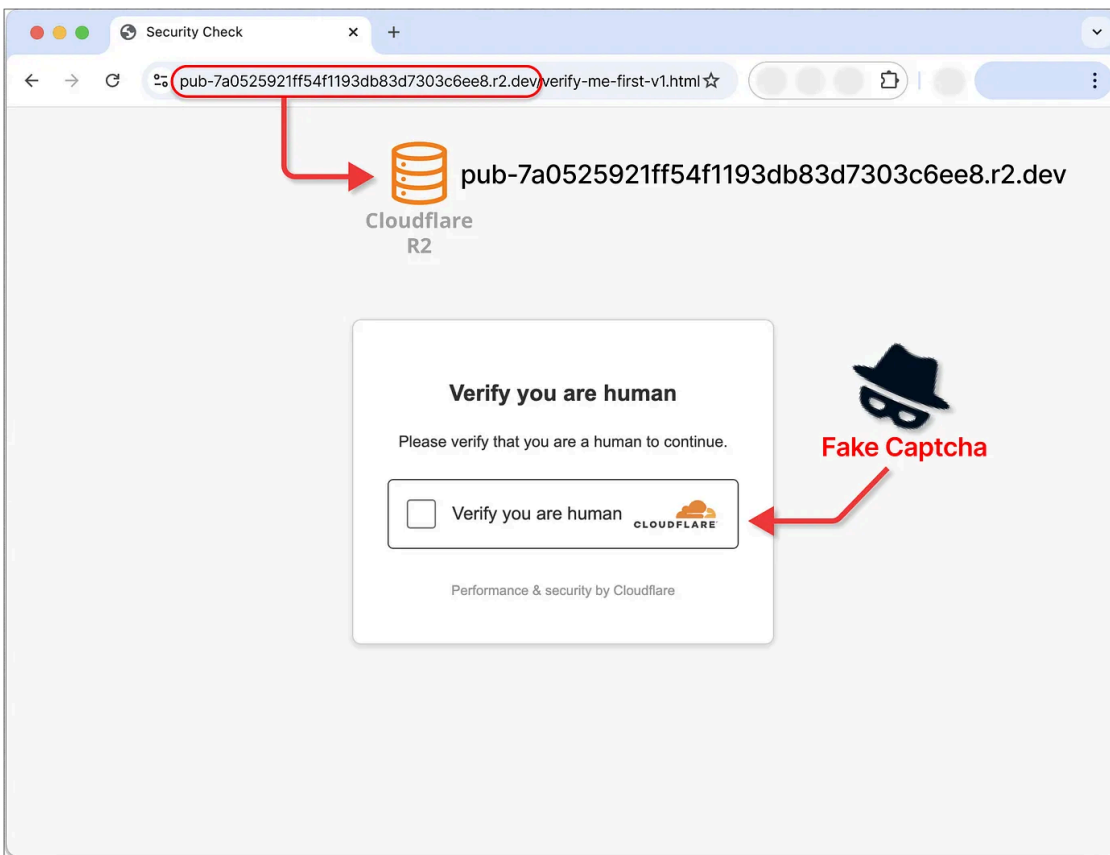 Security Check
pub-7a0525921ff54f1193db83d7303c6ee8.r2.dev/verify-me-first-v1.html
pub-7a0525921ff54f1193db83d7303c6ee8.r2.dev
Cloudflare
R2
Verify you are human
Please verify that you are a human to continue.
Fake Captcha
Verify you are human
CLOUDFLARE
Performance & security by Cloudflare